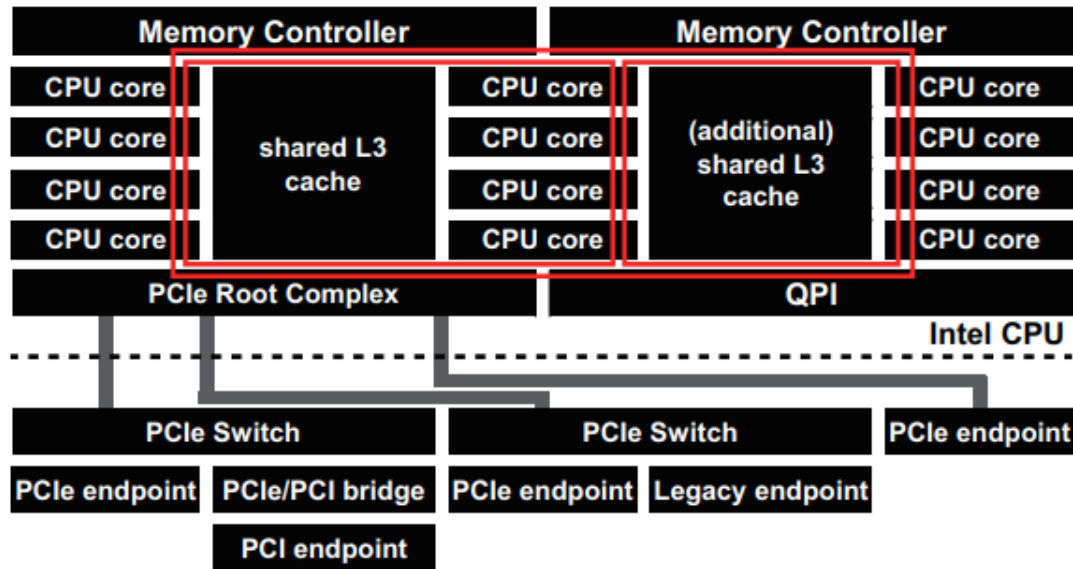 Memory Controller
Memory Controller
CPU core
CPU core
CPU core
CPU core
shared L3
cache
CPU core
CPU core
CPU core
CPU core
(additional)
shared L3
cache
CPU core
CPU core
CPU core
CPU core
PCIe Root Complex
QPI
Intel CPU
PCIe Switch
PCIe Switch
PCIe endpoint
PCIe endpoint
PCIe/PCI bridge
PCIe endpoint
Legacy endpoint
PCI endpoint